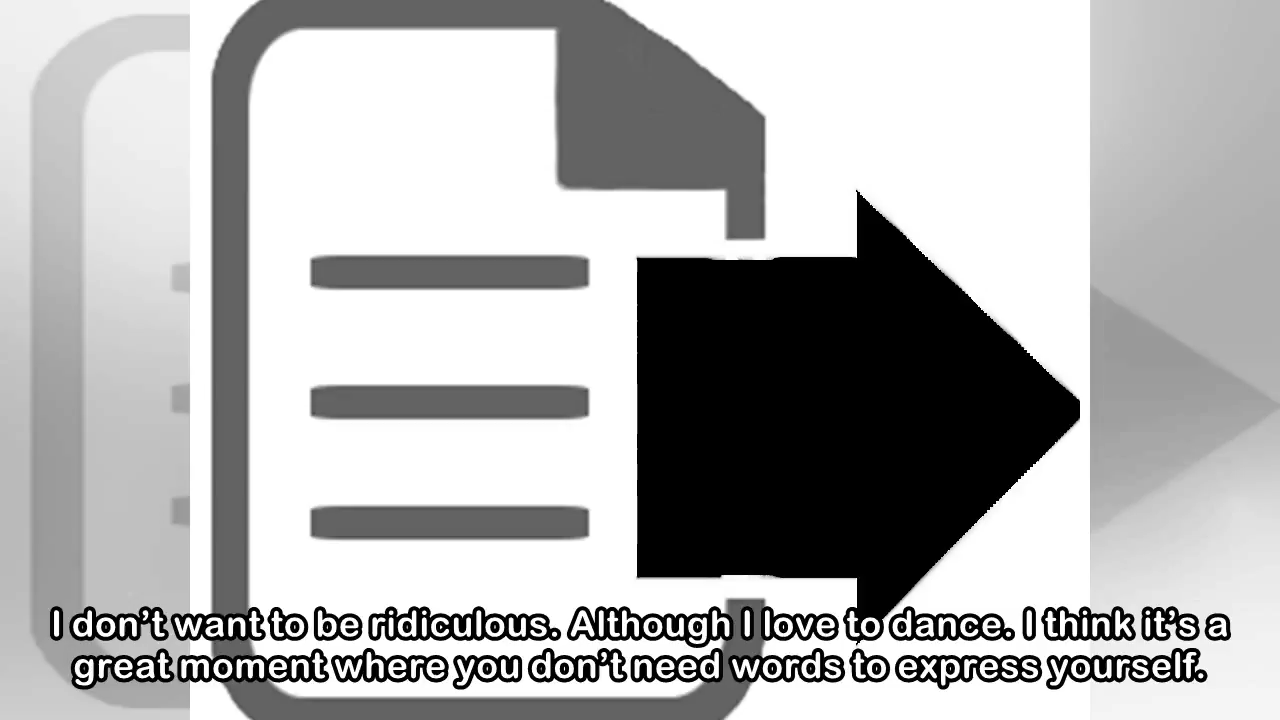 I don’t want to be ridiculous. Although I love to dance. I think it’s a
great moment where you don’t need words to express yourself.